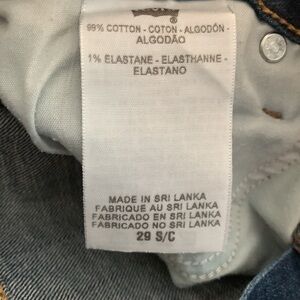 ®
99% COTTON - COTON - ALGODÓN -
ALGODÃO
1% ELASTANE - ELASTHANNE -
ELASTANO
MADE IN SRI LANKA
FABRIQUE AU SRI LANKA
FABRICADO EN SRI LANKA
FABRICADO NO SRI LANKA
29 S/C